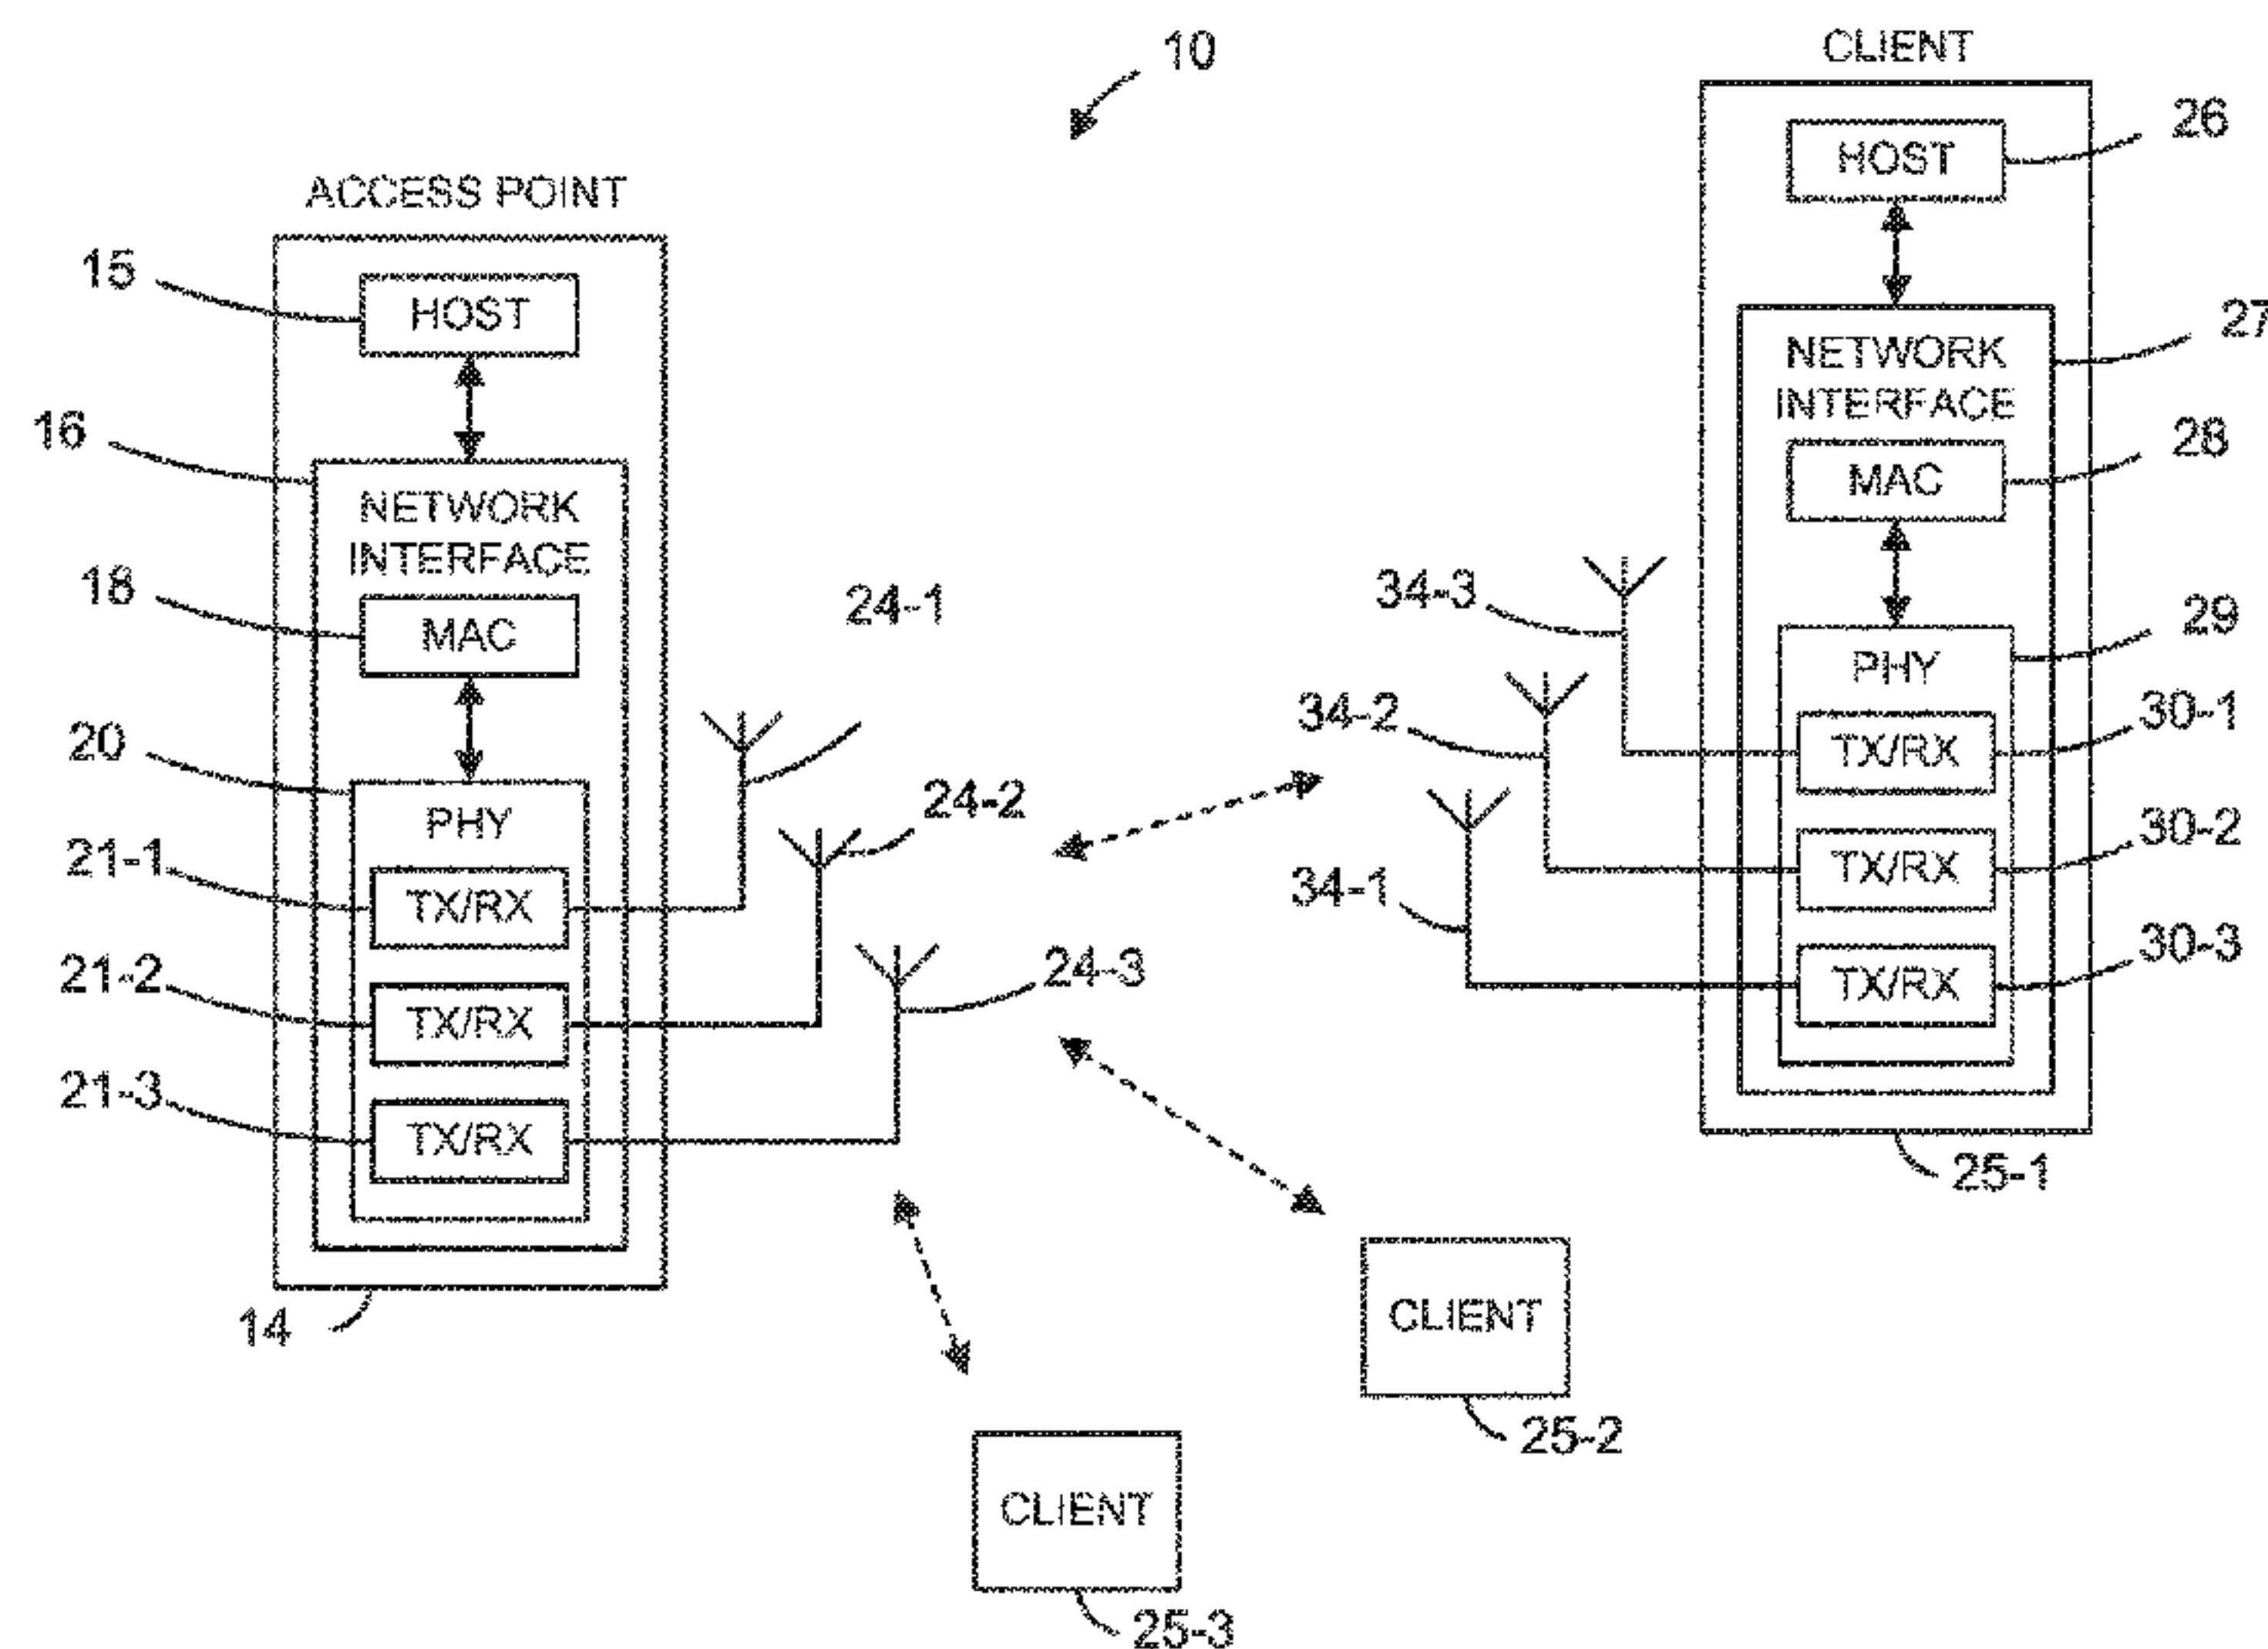 10
ACCESS POINT
15
HOST
16
NETWORK
INTERFACE
18
MAC
20
PHY
21-1
TX/RX
21-2
TX/RX
21-3
TX/RX
14
24-1
24-2
24-3
CLIENT
HOST
26
27
NETWORK
INTERFACE
MAC
28
PHY
29
34-3
34-2
34-1
TX/RX
30-1
TX/RX
30-2
TX/RX
30-3
25-1
CLIENT
25-2
CLIENT
25-3